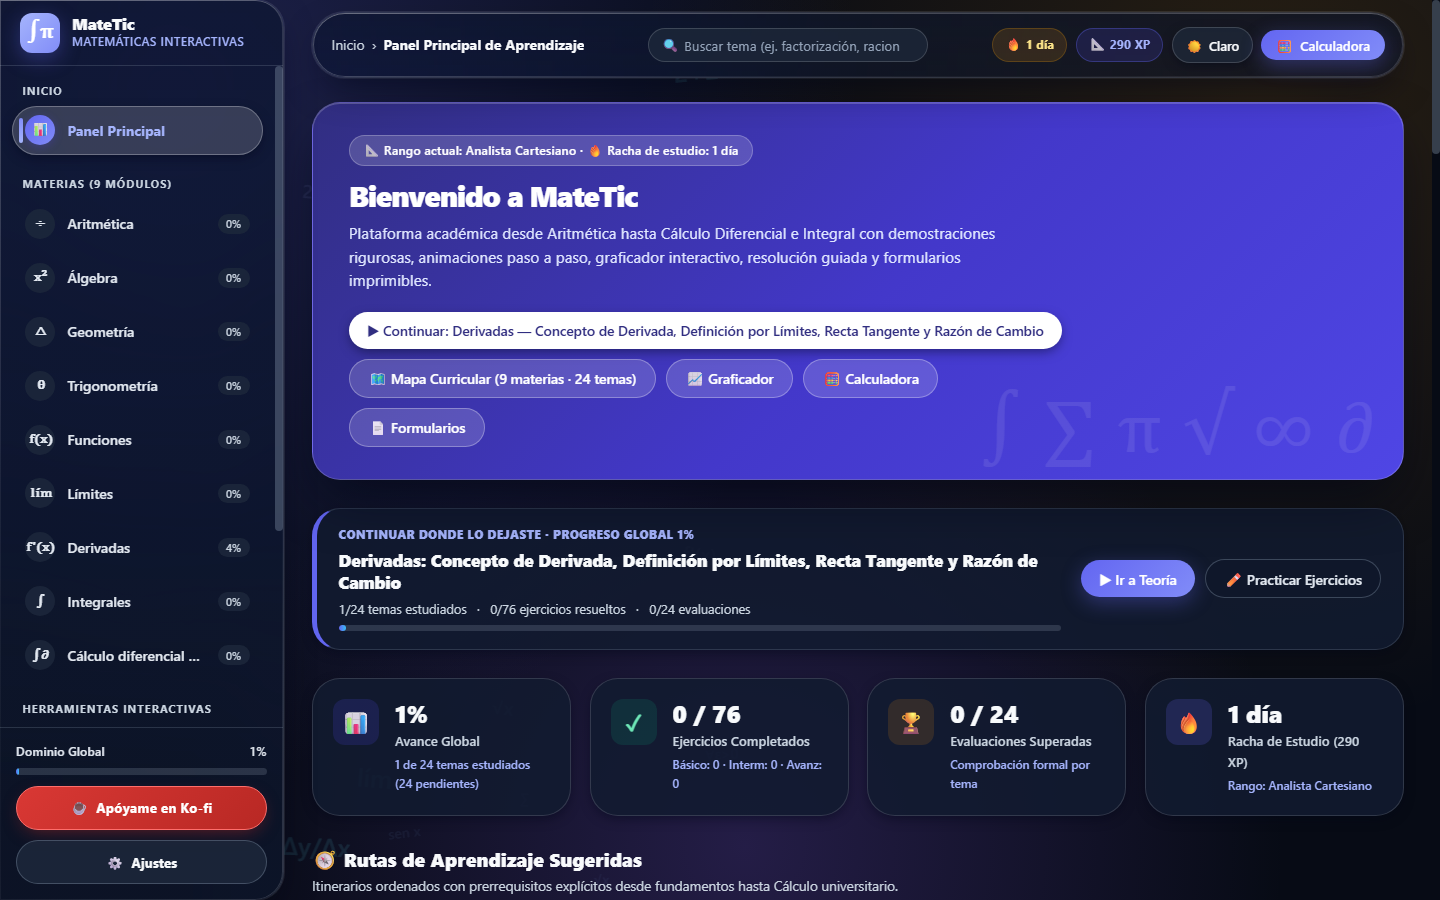 ∫π
MateTic
MATEMÁTICAS INTERACTIVAS
INICIO
Panel Principal
MATERIAS (9 MÓDULOS)
÷ Aritmética 0%
x² Álgebra 0%
Δ Geometría 0%
θ Trigonometría 0%
f(x) Funciones 0%
lím Límites 0%
f'(x) Derivadas 4%
∫ Integrales 0%
∫∂ Cálculo diferencial ... 0%
HERRAMIENTAS INTERACTIVAS
Dominio Global 1%
Apóyame en Ko-fi
Ajustes
Inicio › Panel Principal de Aprendizaje
Buscar tema (ej. factorización, racion
1 día
290 XP
Claro
Calculadora
Rango actual: Analista Cartesiano · Racha de estudio: 1 día
Bienvenido a MateTic
Plataforma académica desde Aritmética hasta Cálculo Diferencial e Integral con demostraciones
rigurosas, animaciones paso a paso, graficador interactivo, resolución guiada y formularios
imprimibles.
▶ Continuar: Derivadas — Concepto de Derivada, Definición por Límites, Recta Tangente y Razón de Cambio
Mapa Curricular (9 materias · 24 temas)
Graficador
Calculadora
Formularios
∫ ∑ π √ ∞ ∂
CONTINUAR DONDE LO DEJASTE · PROGRESO GLOBAL 1%
Derivadas: Concepto de Derivada, Definición por Límites, Recta Tangente y Razón de
Cambio
1/24 temas estudiados · 0/76 ejercicios resueltos · 0/24 evaluaciones
▶ Ir a Teoría
Practicar Ejercicios
1%
Avance Global
1 de 24 temas estudiados
(24 pendientes)
0 / 76
Ejercicios Completados
Básico: 0 · Interm: 0 · Avanz:
0
0 / 24
Evaluaciones Superadas
Comprobación formal por
tema
1 día
Racha de Estudio (290
XP)
Rango: Analista Cartesiano
sen x
Δy/Δx
Rutas de Aprendizaje Sugeridas
Itinerarios ordenados con prerrequisitos explícitos desde fundamentos hasta Cálculo universitario.